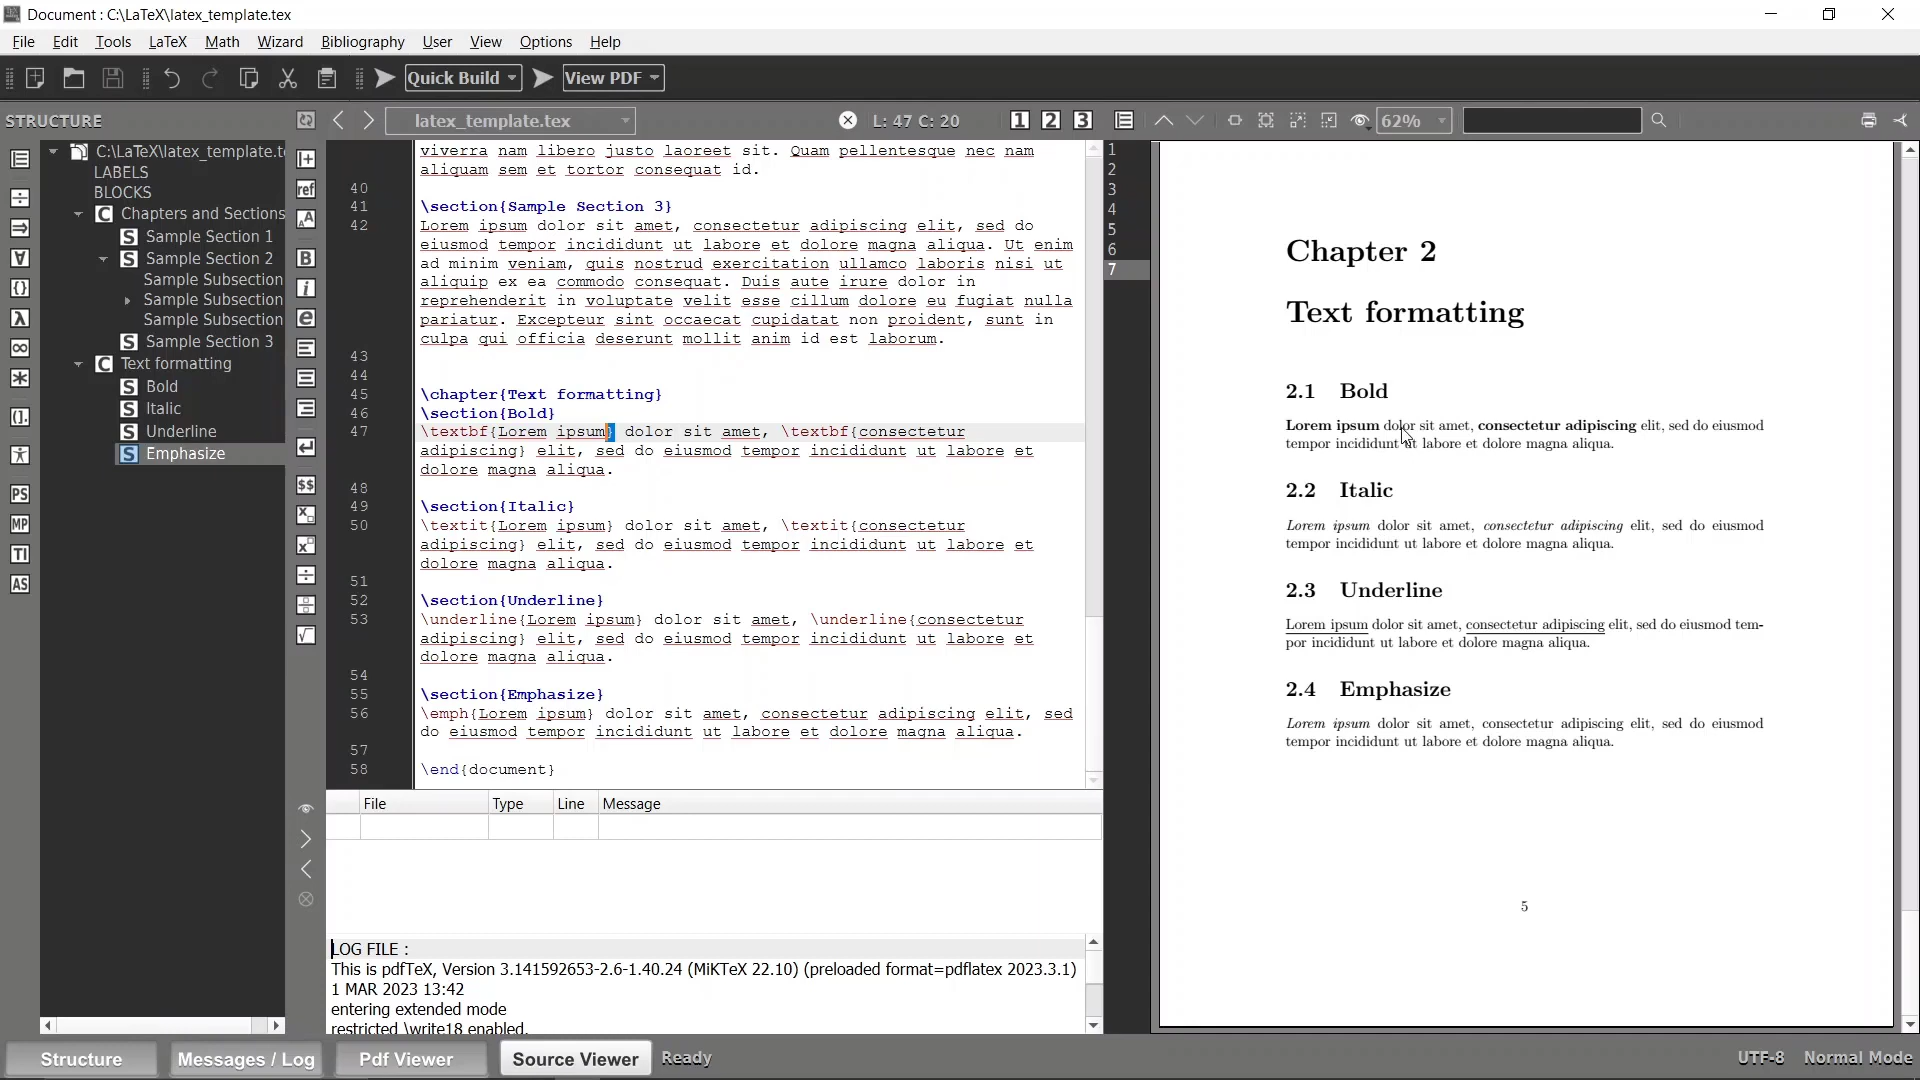 Document : C:\LaTeX\latex_template.tex
File Edit Tools LaTeX Math Wizard Bibliography User View Options Help
Quick Build View PDF
STRUCTURE
latex_template.tex
L: 47 C: 20
1 2 3
62%
C:\LaTeX\latex_template.t
LABELS
BLOCKS
C Chapters and Sections
S Sample Section 1
S Sample Section 2
Sample Subsection
Sample Subsection
Sample Subsection
S Sample Section 3
C Text formatting
S Bold
S Italic
S Underline
S Emphasize
PS
MP
TI
AS
ref
B
i
e
$$
viverra nam libero justo laoreet sit. Quam pellentesque nec nam
aliquam sem et tortor consequat id.
40
41 \section{Sample Section 3}
42 Lorem ipsum dolor sit amet, consectetur adipiscing elit, sed do
eiusmod tempor incididunt ut labore et dolore magna aliqua. Ut enim
ad minim veniam, quis nostrud exercitation ullamco laboris nisi ut
aliquip ex ea commodo consequat. Duis aute irure dolor in
reprehenderit in voluptate velit esse cillum dolore eu fugiat nulla
pariatur. Excepteur sint occaecat cupidatat non proident, sunt in
culpa qui officia deserunt mollit anim id est laborum.
43
44
45 \chapter{Text formatting}
46 \section{Bold}
47 \textbf{Lorem ipsum} dolor sit amet, \textbf{consectetur
adipiscing} elit, sed do eiusmod tempor incididunt ut labore et
dolore magna aliqua.
48
49 \section{Italic}
50 \textit{Lorem ipsum} dolor sit amet, \textit{consectetur
adipiscing} elit, sed do eiusmod tempor incididunt ut labore et
dolore magna aliqua.
51
52 \section{Underline}
53 \underline{Lorem ipsum} dolor sit amet, \underline{consectetur
adipiscing} elit, sed do eiusmod tempor incididunt ut labore et
dolore magna aliqua.
54
55 \section{Emphasize}
56 \emph{Lorem ipsum} dolor sit amet, consectetur adipiscing elit, sed
do eiusmod tempor incididunt ut labore et dolore magna aliqua.
57
58 \end{document}
File Type Line Message
LOG FILE :
This is pdfTeX, Version 3.141592653-2.6-1.40.24 (MiKTeX 22.10) (preloaded format=pdflatex 2023.3.1)
1 MAR 2023 13:42
entering extended mode
restricted \write18 enabled.
1
2
3
4
5
6
7
Chapter 2
Text formatting
2.1 Bold
Lorem ipsum dolor sit amet, consectetur adipiscing elit, sed do eiusmod
tempor incididunt ut labore et dolore magna aliqua.
2.2 Italic
Lorem ipsum dolor sit amet, consectetur adipiscing elit, sed do eiusmod
tempor incididunt ut labore et dolore magna aliqua.
2.3 Underline
Lorem ipsum dolor sit amet, consectetur adipiscing elit, sed do eiusmod tem-
por incididunt ut labore et dolore magna aliqua.
2.4 Emphasize
Lorem ipsum dolor sit amet, consectetur adipiscing elit, sed do eiusmod
tempor incididunt ut labore et dolore magna aliqua.
5
Structure Messages / Log Pdf Viewer Source Viewer Ready
UTF-8 Normal Mode